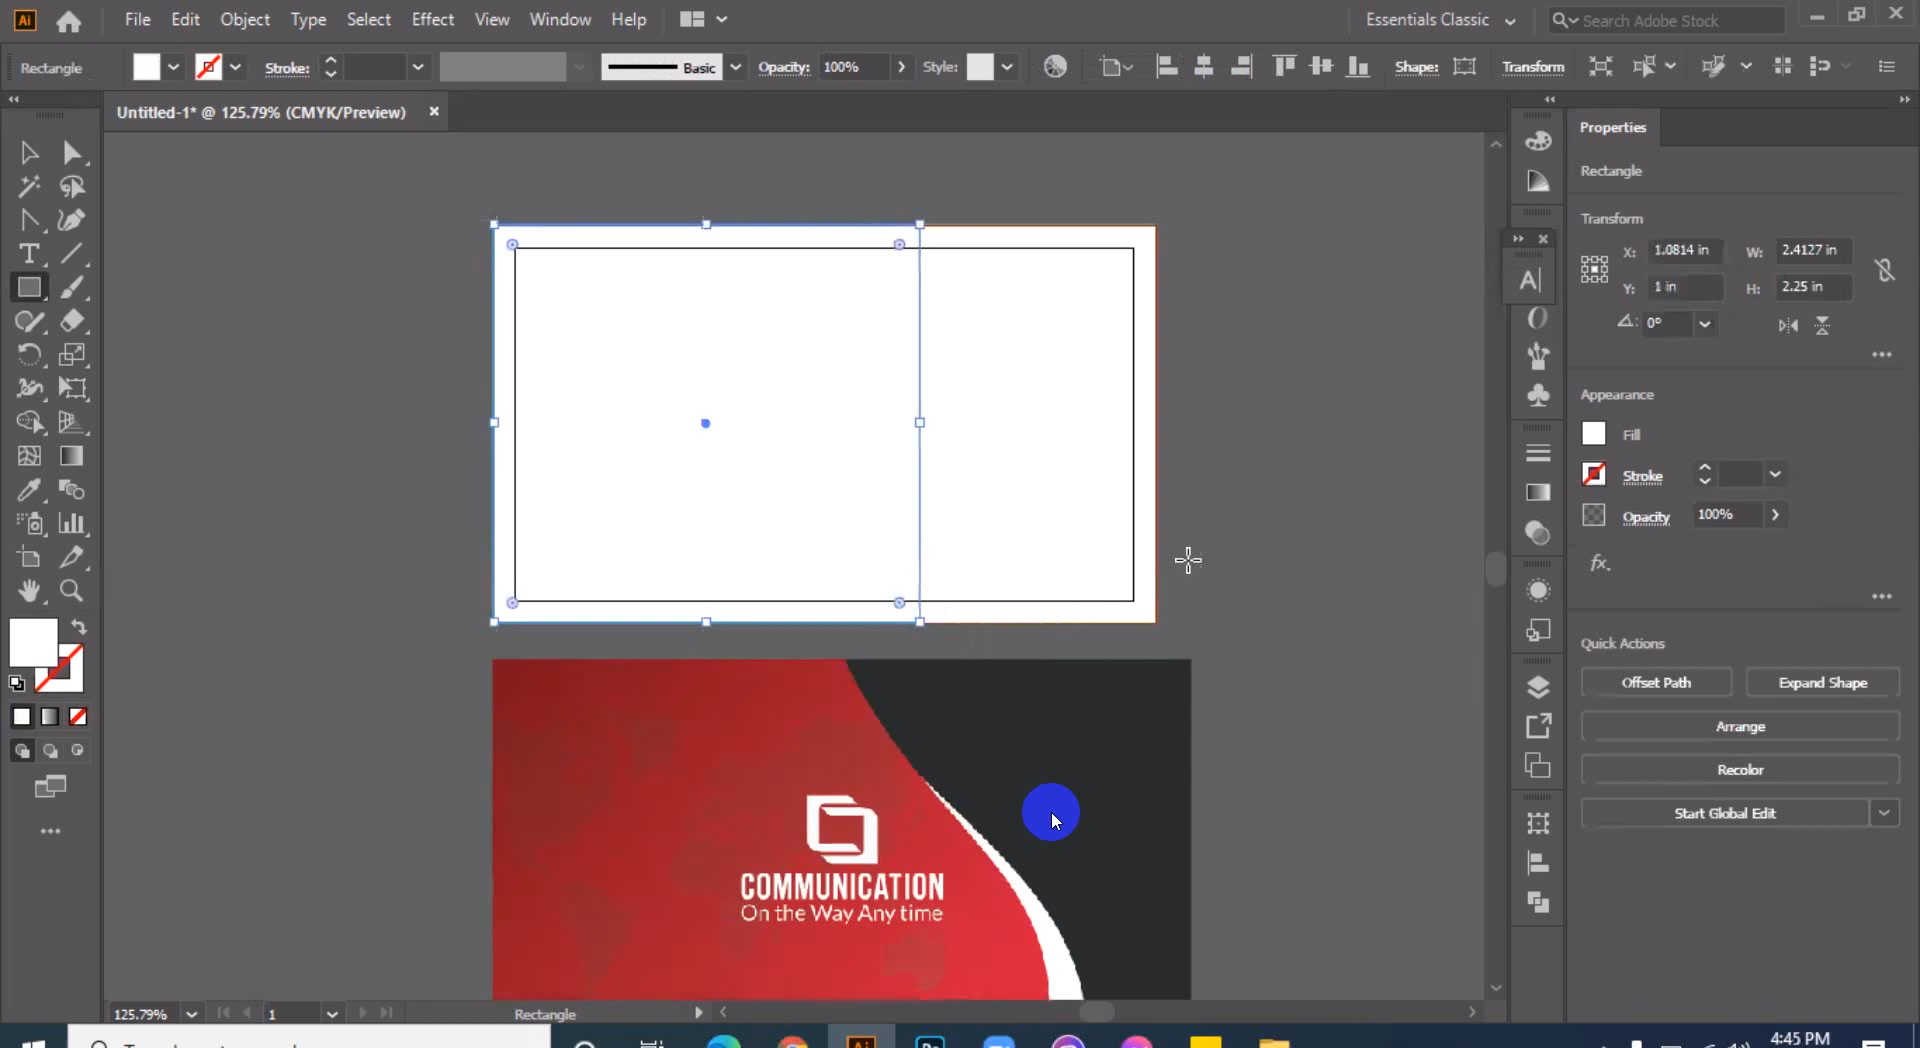 Ai File Edit Object Type Select Effect View Window Help Essentials Classic Search Adobe Stock
Rectangle Stroke: Basic Opacity: 100% Style: Shape: Transform
Untitled-1* @ 125.79% (CMYK/Preview) ×
Properties
Rectangle
Transform
X: 1.0814 in W: 2.4127 in
Y: 1 in H: 2.25 in
0°
Appearance
Fill
Stroke
Opacity 100%
fx.
Quick Actions
Offset Path Expand Shape
Arrange
Recolor
Start Global Edit
COMMUNICATION
On the Way Any time
125.79% 1 Rectangle
4:45 PM